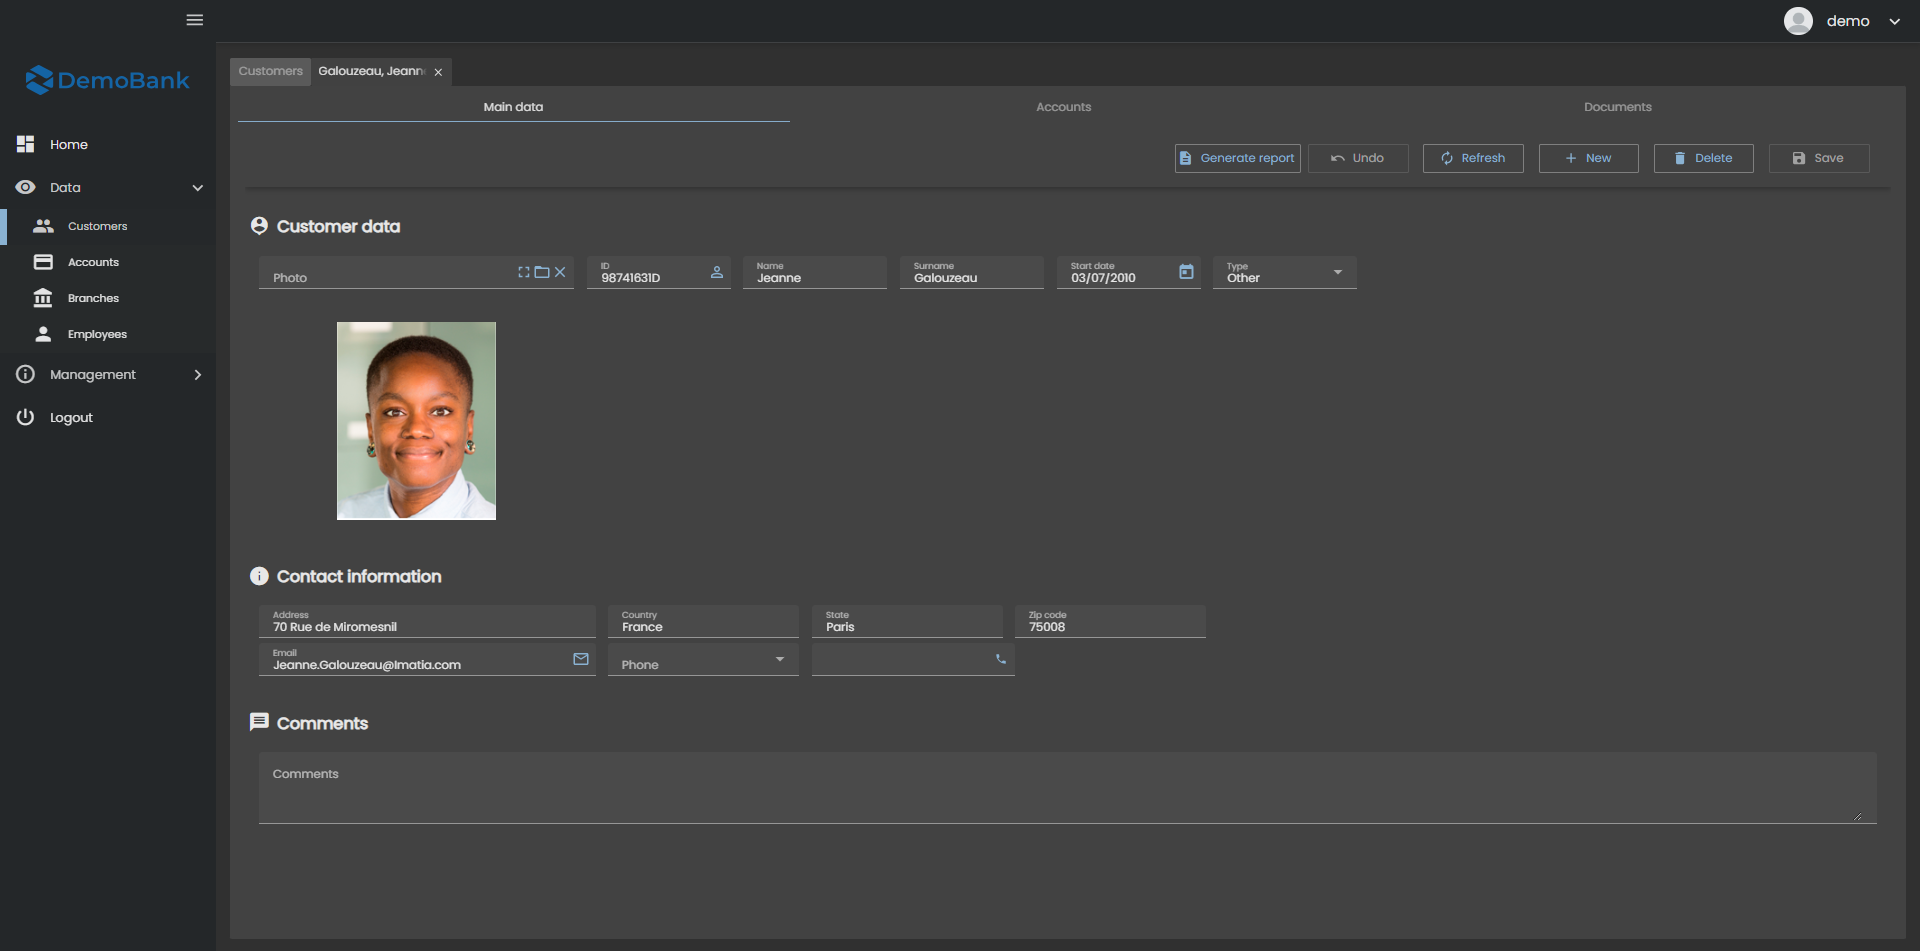 demo
DemoBank
Home
Data
Customers
Accounts
Branches
Employees
Management
Logout
Customers
Galouzeau, Jeann
Main data
Accounts
Documents
Generate report
Undo
Refresh
New
Delete
Save
Customer data
Photo
ID
98741631D
Name
Jeanne
Surname
Galouzeau
Start date
03/07/2010
Type
Other
Contact information
Address
70 Rue de Miromesnil
Country
France
State
Paris
Zip code
75008
Email
Jeanne.Galouzeau@Imatia.com
Phone
Comments
Comments